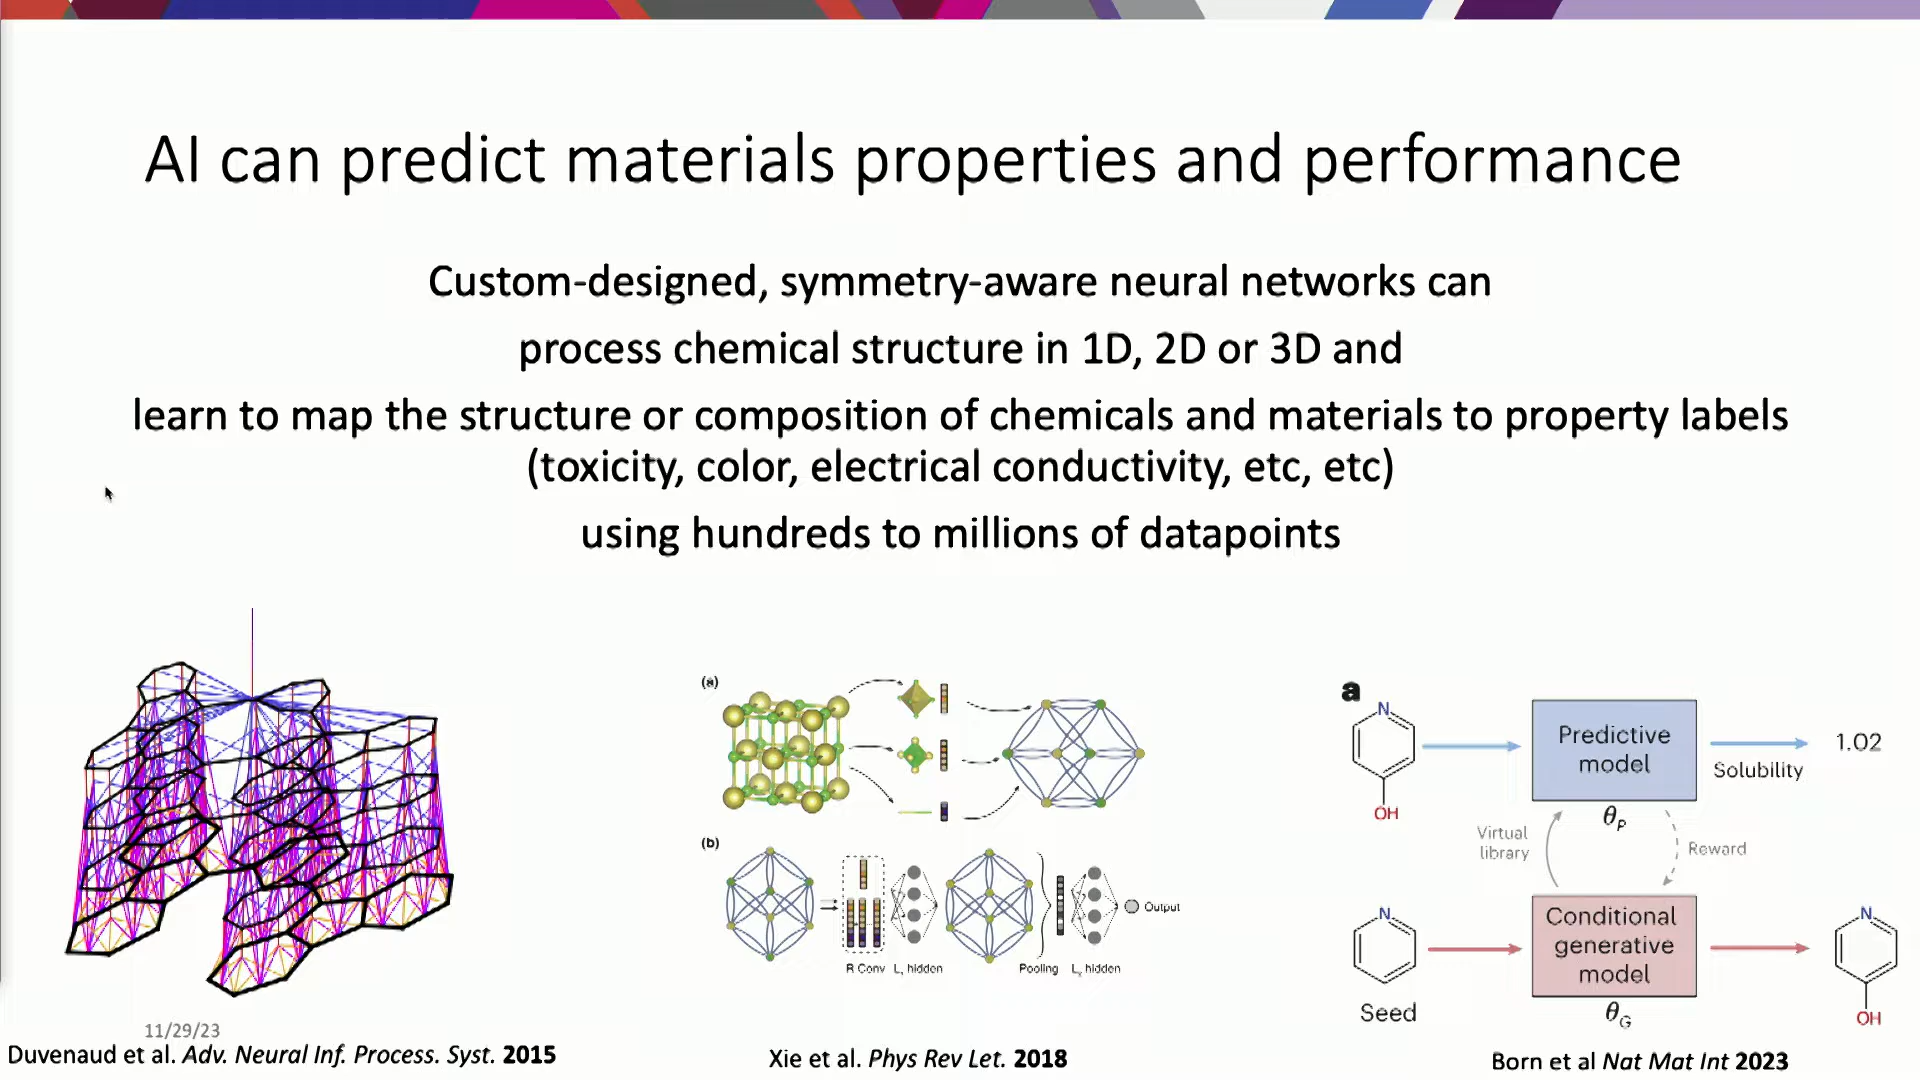 AI can predict materials properties and performance
Custom-designed, symmetry-aware neural networks can
process chemical structure in 1D, 2D or 3D and
learn to map the structure or composition of chemicals and materials to property labels
(toxicity, color, electrical conductivity, etc, etc)
using hundreds to millions of datapoints
(a)
(b)
R Conv
L₁ hidden
Pooling
L₂ hidden
Output
a
N
OH
Predictive
model
θP
Solubility
1.02
Virtual
library
Reward
N
Seed
Conditional
generative
model
θG
N
OH
11/29/23
Duvenaud et al. Adv. Neural Inf. Process. Syst. 2015
Xie et al. Phys Rev Let. 2018
Born et al Nat Mat Int 2023